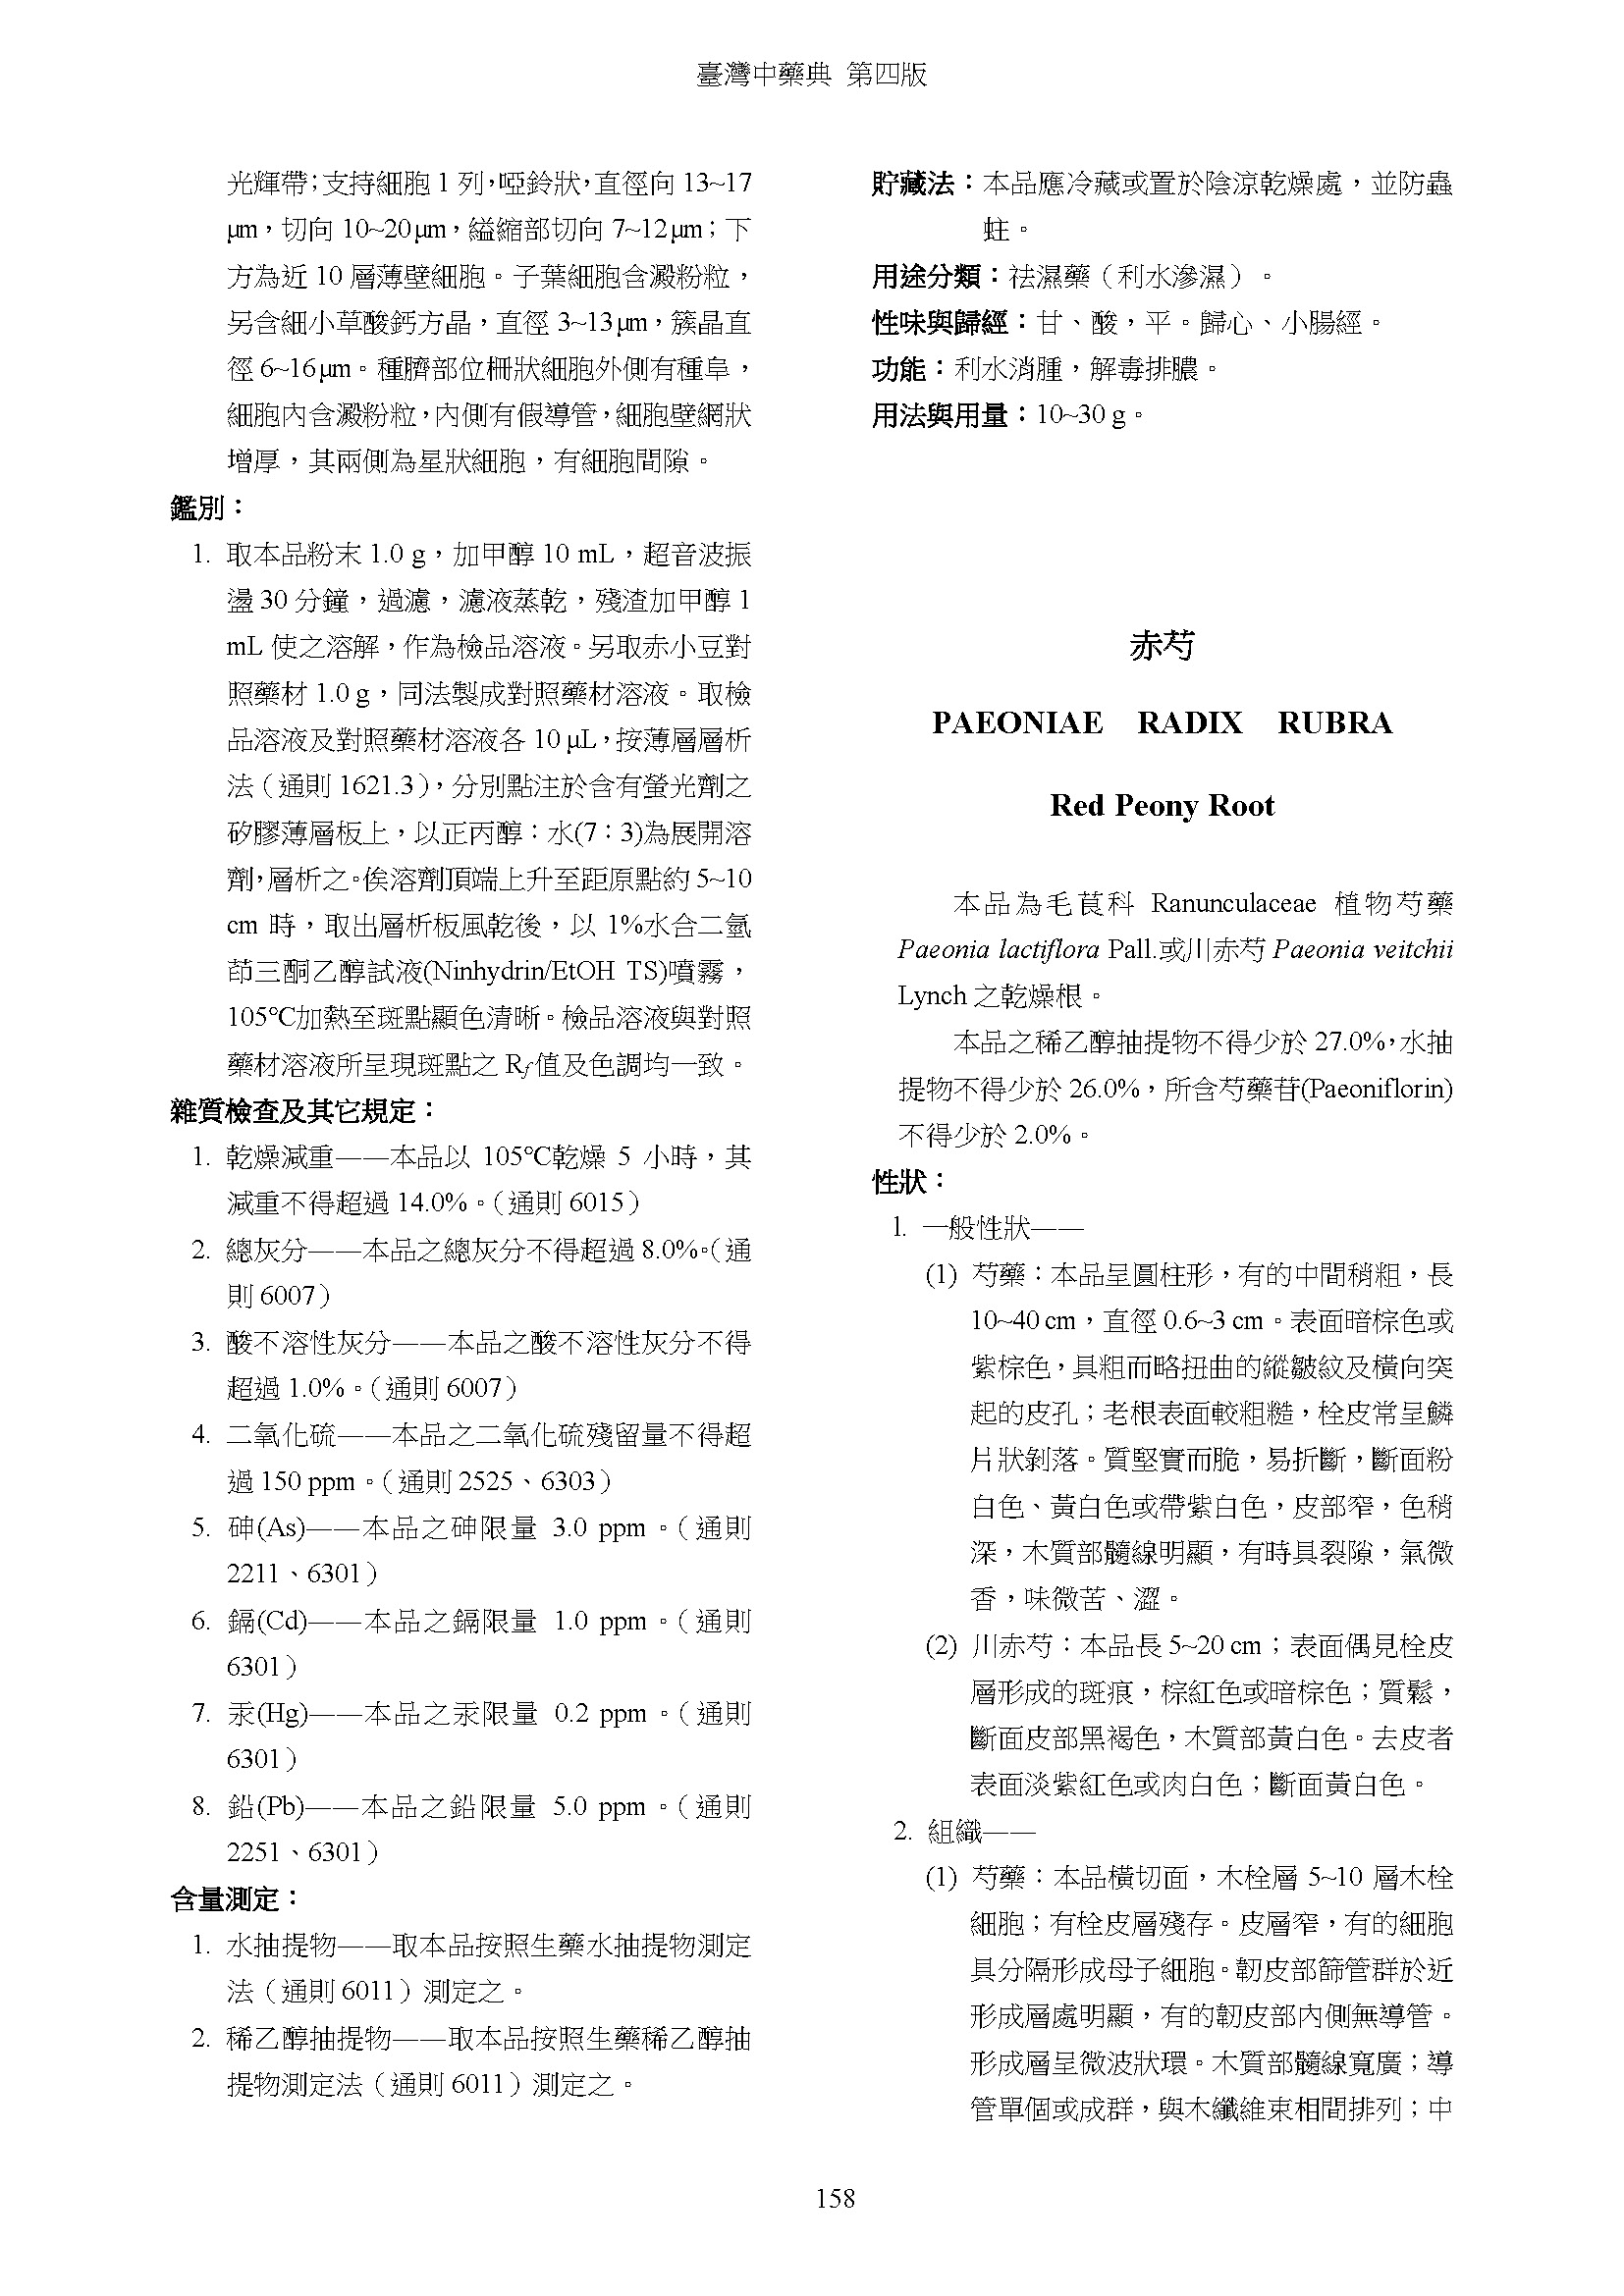 臺灣中藥典 第四版
光輝帶；支持細胞 1 列，啞鈴狀，直徑向 13~17
μm，切向 10~20 μm，縊縮部切向 7~12 μm；下
方為近 10 層薄壁細胞。子葉細胞含澱粉粒，
另含細小草酸鈣方晶，直徑 3~13 μm，簇晶直
徑 6~16 μm。種臍部位柵狀細胞外側有種阜，
細胞內含澱粉粒，內側有假導管，細胞壁網狀
增厚，其兩側為星狀細胞，有細胞間隙。
鑑別：
1. 取本品粉末 1.0 g，加甲醇 10 mL，超音波振
盪 30 分鐘，過濾，濾液蒸乾，殘渣加甲醇 1
mL 使之溶解，作為檢品溶液。另取赤小豆對
照藥材 1.0 g，同法製成對照藥材溶液。取檢
品溶液及對照藥材溶液各 10 μL，按薄層層析
法（通則 1621.3），分別點注於含有螢光劑之
矽膠薄層板上，以正丙醇：水(7：3)為展開溶
劑，層析之。俟溶劑頂端上升至距原點約 5~10
cm 時，取出層析板風乾後，以 1%水合二氫
茚三酮乙醇試液(Ninhydrin/EtOH TS)噴霧，
105℃加熱至斑點顯色清晰。檢品溶液與對照
藥材溶液所呈現斑點之 Rf 值及色調均一致。
雜質檢查及其它規定：
1. 乾燥減重——本品以 105℃乾燥 5 小時，其
減重不得超過 14.0%。（通則 6015）
2. 總灰分——本品之總灰分不得超過 8.0%。（通
則 6007）
3. 酸不溶性灰分——本品之酸不溶性灰分不得
超過 1.0%。（通則 6007）
4. 二氧化硫——本品之二氧化硫殘留量不得超
過 150 ppm。（通則 2525、6303）
5. 砷(As)——本品之砷限量 3.0 ppm。（通則
2211、6301）
6. 鎘(Cd)——本品之鎘限量 1.0 ppm。（通則
6301）
7. 汞(Hg)——本品之汞限量 0.2 ppm。（通則
6301）
8. 鉛(Pb)——本品之鉛限量 5.0 ppm。（通則
2251、6301）
含量測定：
1. 水抽提物——取本品按照生藥水抽提物測定
法（通則 6011）測定之。
2. 稀乙醇抽提物——取本品按照生藥稀乙醇抽
提物測定法（通則 6011）測定之。
貯藏法：本品應冷藏或置於陰涼乾燥處，並防蟲
蛀。
用途分類：祛濕藥（利水滲濕）。
性味與歸經：甘、酸，平。歸心、小腸經。
功能：利水消腫，解毒排膿。
用法與用量：10~30 g。
赤芍
PAEONIAE RADIX RUBRA
Red Peony Root
本品為毛茛科 Ranunculaceae 植物芍藥
Paeonia lactiflora Pall.或川赤芍 Paeonia veitchii
Lynch 之乾燥根。
本品之稀乙醇抽提物不得少於 27.0%，水抽
提物不得少於 26.0%，所含芍藥苷(Paeoniflorin)
不得少於 2.0%。
性狀：
1. 一般性狀——
(1) 芍藥：本品呈圓柱形，有的中間稍粗，長
10~40 cm，直徑 0.6~3 cm。表面暗棕色或
紫棕色，具粗而略扭曲的縱皺紋及橫向突
起的皮孔；老根表面較粗糙，栓皮常呈鱗
片狀剝落。質堅實而脆，易折斷，斷面粉
白色、黃白色或帶紫白色，皮部窄，色稍
深，木質部髓線明顯，有時具裂隙，氣微
香，味微苦、澀。
(2) 川赤芍：本品長 5~20 cm；表面偶見栓皮
層形成的斑痕，棕紅色或暗棕色；質鬆，
斷面皮部黑褐色，木質部黃白色。去皮者
表面淡紫紅色或肉白色；斷面黃白色。
2. 組織——
(1) 芍藥：本品橫切面，木栓層 5~10 層木栓
細胞；有栓皮層殘存。皮層窄，有的細胞
具分隔形成母子細胞。韌皮部篩管群於近
形成層處明顯，有的韌皮部內側無導管。
形成層呈微波狀環。木質部髓線寬廣；導
管單個或成群，與木纖維束相間排列；中
158